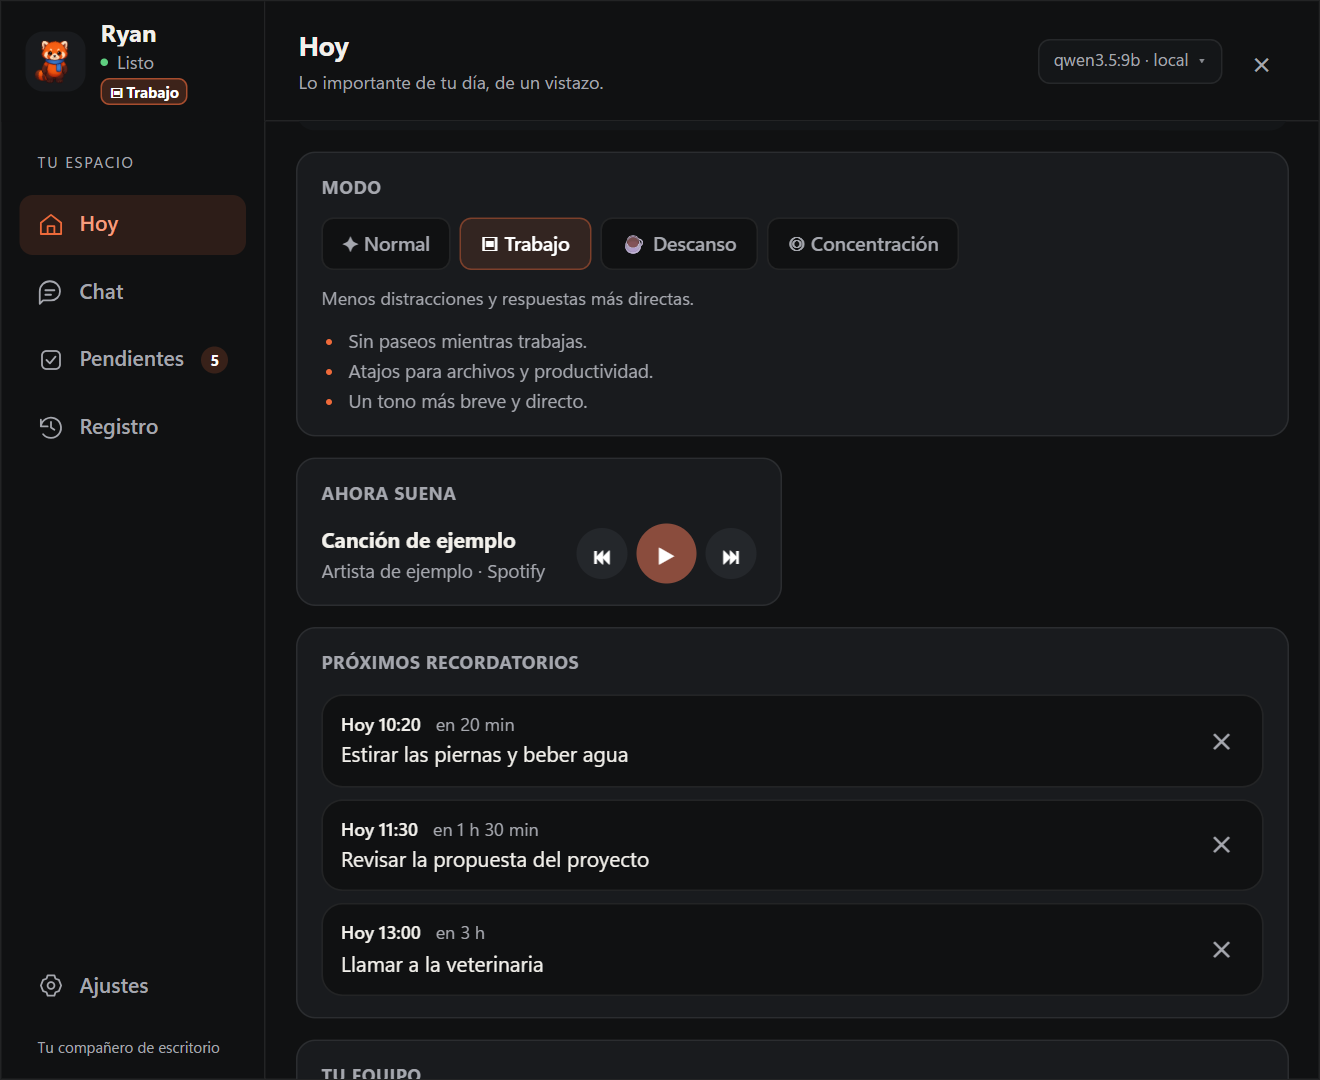 Ryan
Listo
Trabajo
TU ESPACIO
Hoy
Chat
Pendientes 5
Registro
Ajustes
Tu compañero de escritorio
Hoy
Lo importante de tu día, de un vistazo.
qwen3.5:9b · local
MODO
Normal
Trabajo
Descanso
Concentración
Menos distracciones y respuestas más directas.
• Sin paseos mientras trabajas.
• Atajos para archivos y productividad.
• Un tono más breve y directo.
AHORA SUENA
Canción de ejemplo
Artista de ejemplo · Spotify
PRÓXIMOS RECORDATORIOS
Hoy 10:20 en 20 min
Estirar las piernas y beber agua
Hoy 11:30 en 1 h 30 min
Revisar la propuesta del proyecto
Hoy 13:00 en 3 h
Llamar a la veterinaria
TU EQUIPO